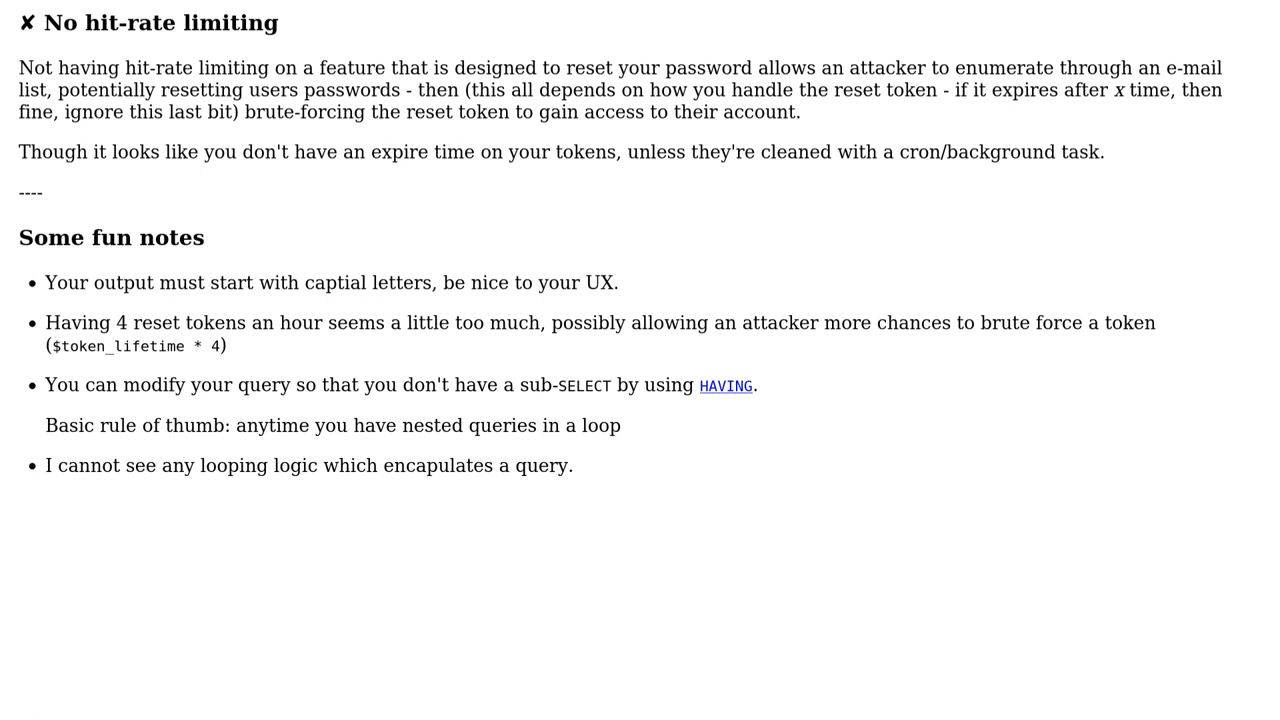 ✘ No hit-rate limiting
Not having hit-rate limiting on a feature that is designed to reset your password allows an attacker to enumerate through an e-mail
list, potentially resetting users passwords - then (this all depends on how you handle the reset token - if it expires after x time, then
fine, ignore this last bit) brute-forcing the reset token to gain access to their account.
Though it looks like you don't have an expire time on your tokens, unless they're cleaned with a cron/background task.
----
Some fun notes
• Your output must start with captial letters, be nice to your UX.
• Having 4 reset tokens an hour seems a little too much, possibly allowing an attacker more chances to brute force a token
($token_lifetime * 4)
• You can modify your query so that you don't have a sub-SELECT by using HAVING.
Basic rule of thumb: anytime you have nested queries in a loop
• I cannot see any looping logic which encapulates a query.